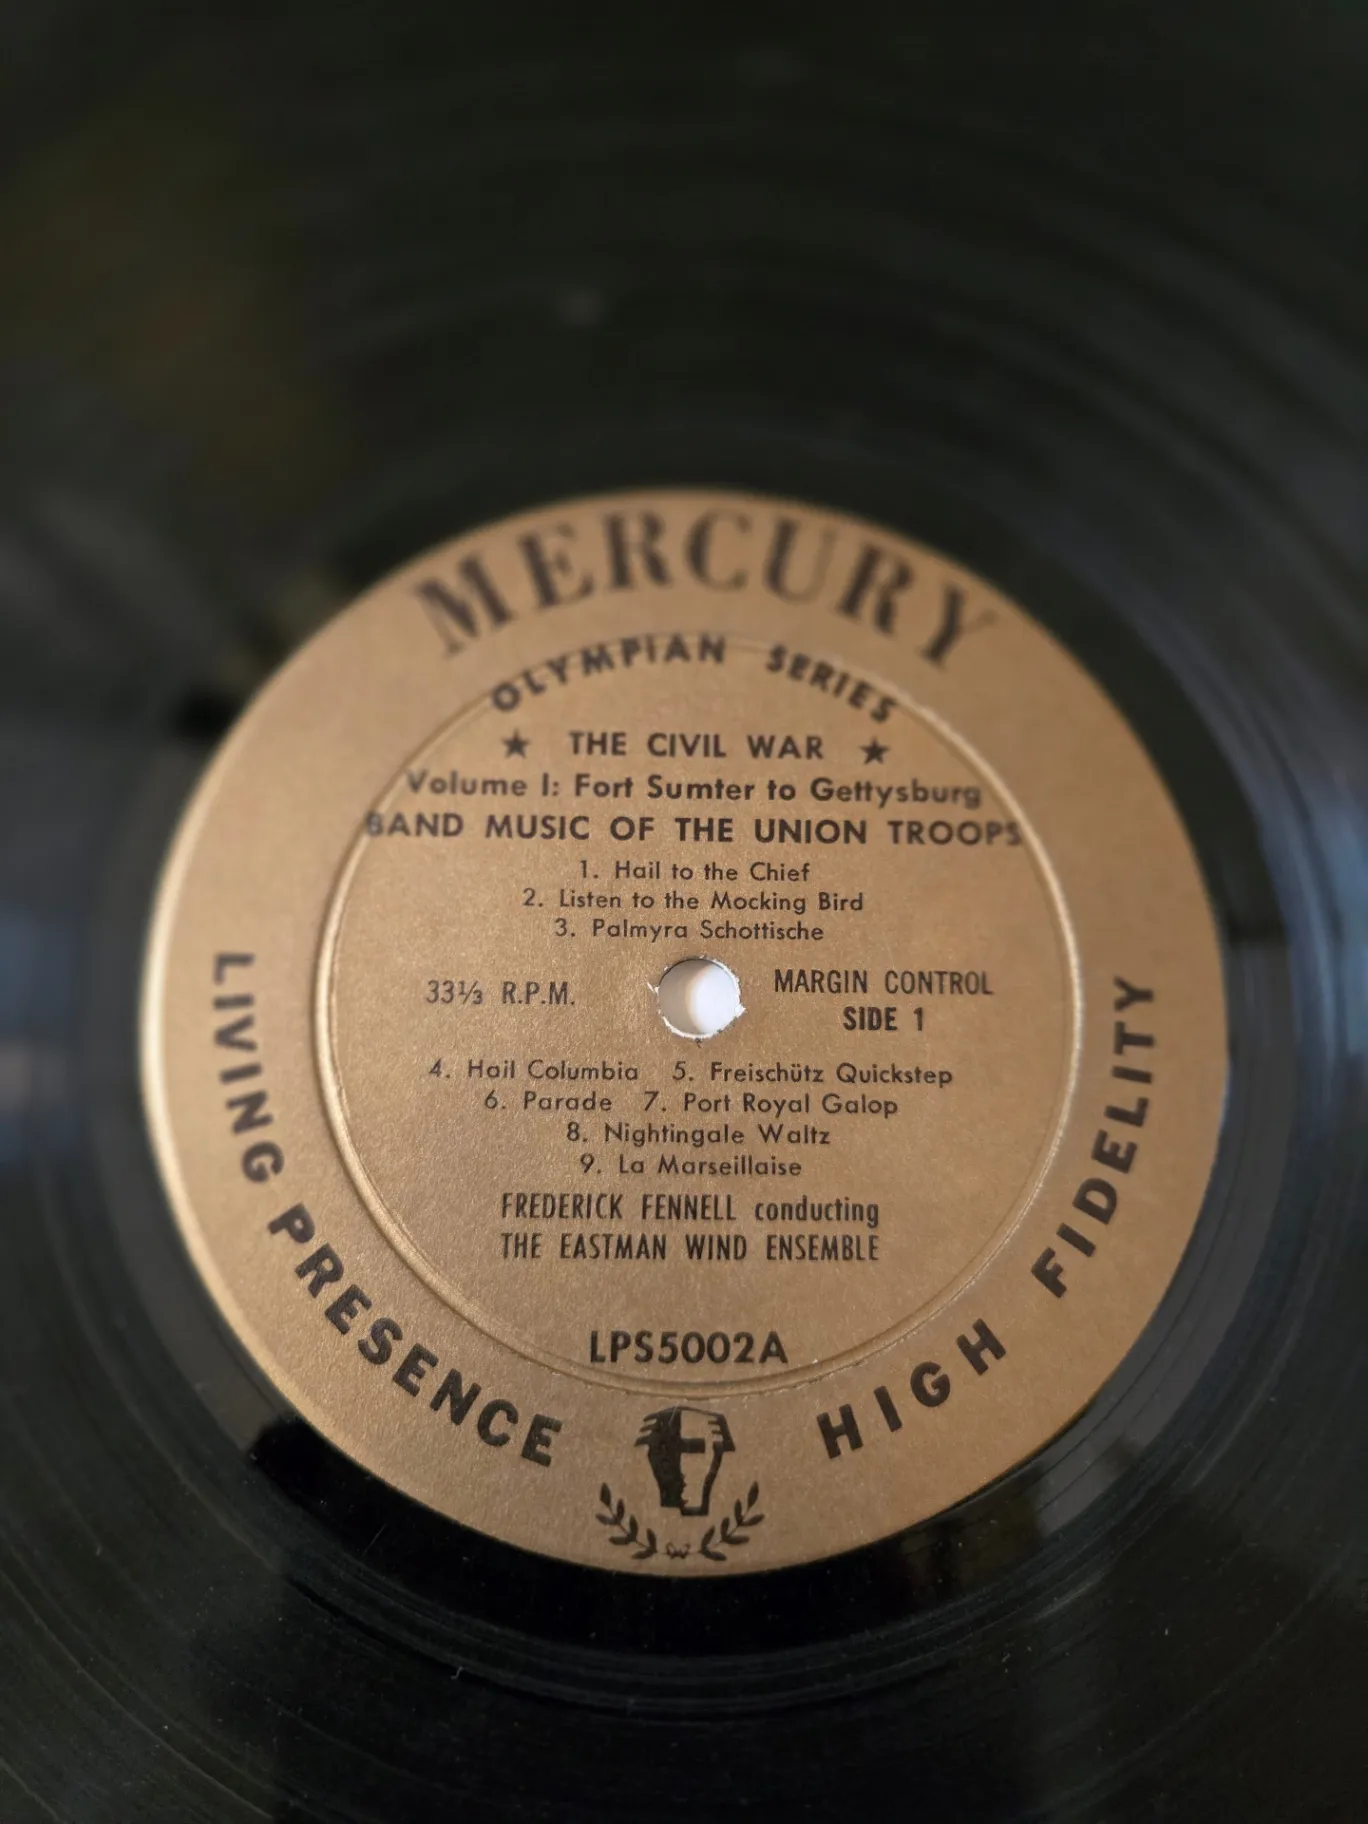 MERCURY
OLYMPIAN SERIES
★ THE CIVIL WAR ★
Volume I: Fort Sumter to Gettysburg
BAND MUSIC OF THE UNION TROOPS
1. Hail to the Chief
2. Listen to the Mocking Bird
3. Palmyra Schottische
33⅓ R.P.M.
MARGIN CONTROL
SIDE 1
4. Hail Columbia 5. Freischütz Quickstep
6. Parade 7. Port Royal Galop
8. Nightingale Waltz
9. La Marseillaise
FREDERICK FENNELL conducting
THE EASTMAN WIND ENSEMBLE
LPS5002A
LIVING PRESENCE
HIGH FIDELITY